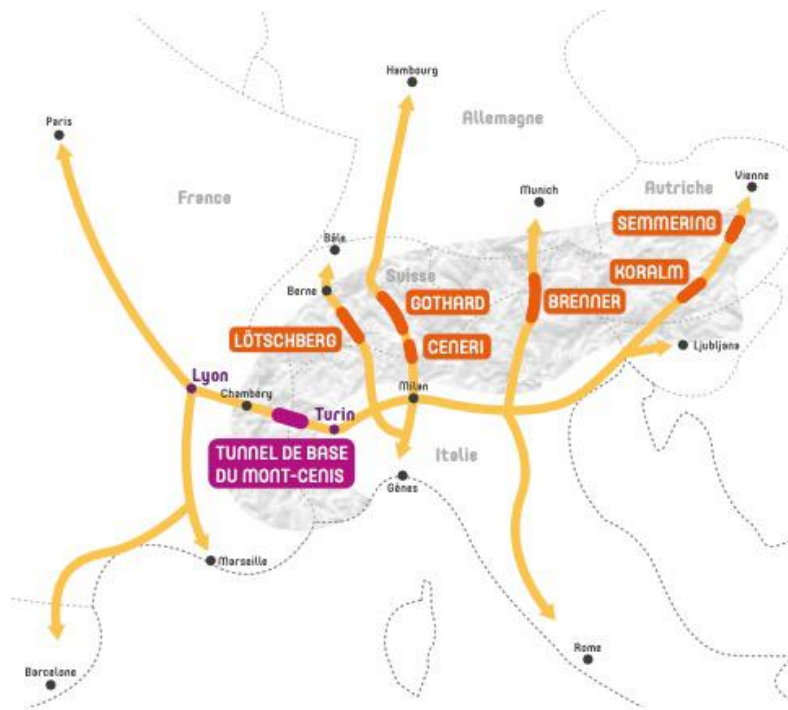 Hambourg
Allemagne
Paris
Vienne
Munich
Autriche
France
SEMMERING
Bâle
Suisse
KORALM
Berne
GOTHARD
BRENNER
LÖTSCHBERG
CENERI
Ljubljana
Lyon
Chambéry
Milan
Turin
TUNNEL DE BASE
DU MONT-CENIS
Italie
Gênes
Marseille
Rome
Barcelone